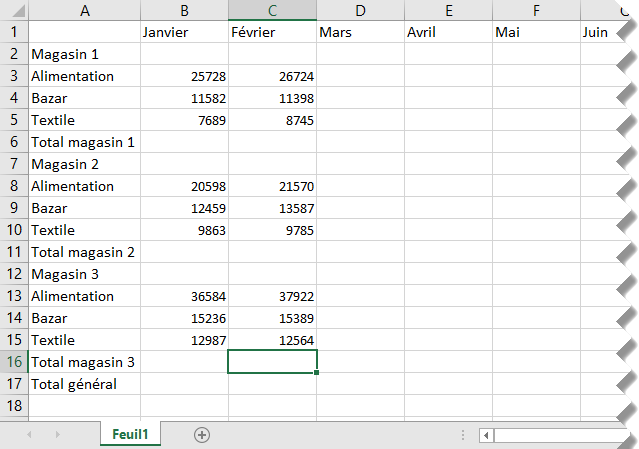 A B C D E F
1 Janvier Février Mars Avril Mai Juin
2 Magasin 1
3 Alimentation 25728 26724
4 Bazar 11582 11398
5 Textile 7689 8745
6 Total magasin 1
7 Magasin 2
8 Alimentation 20598 21570
9 Bazar 12459 13587
10 Textile 9863 9785
11 Total magasin 2
12 Magasin 3
13 Alimentation 36584 37922
14 Bazar 15236 15389
15 Textile 12987 12564
16 Total magasin 3
17 Total général
18
Feuil1